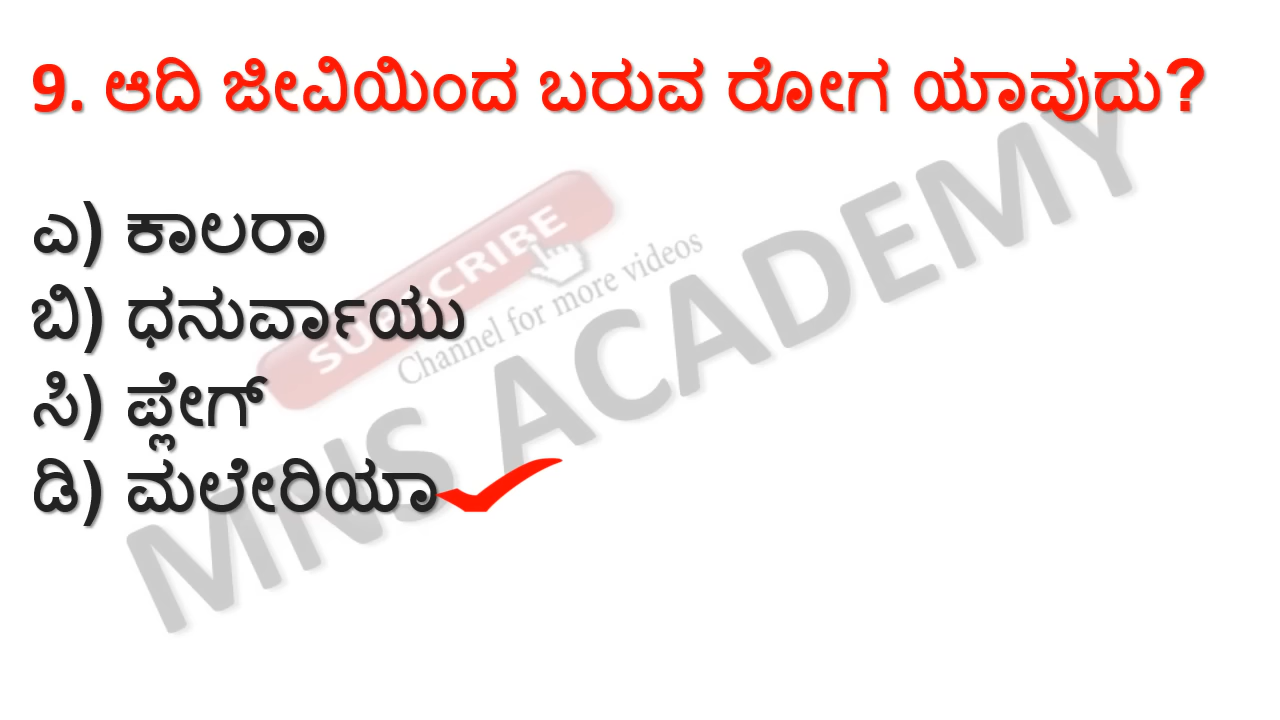 9. ಆದಿ ಜೀವಿಯಿಂದ ಬರುವ ರೋಗ ಯಾವುದು?
ಎ) ಕಾಲರಾ
ಬಿ) ಧನುರ್ವಾಯು
ಸಿ) ಪ್ಲೇಗ್
ಡಿ) ಮಲೇರಿಯಾ
SUBSCRIBE
Channel for more videos
MNS ACADEMY